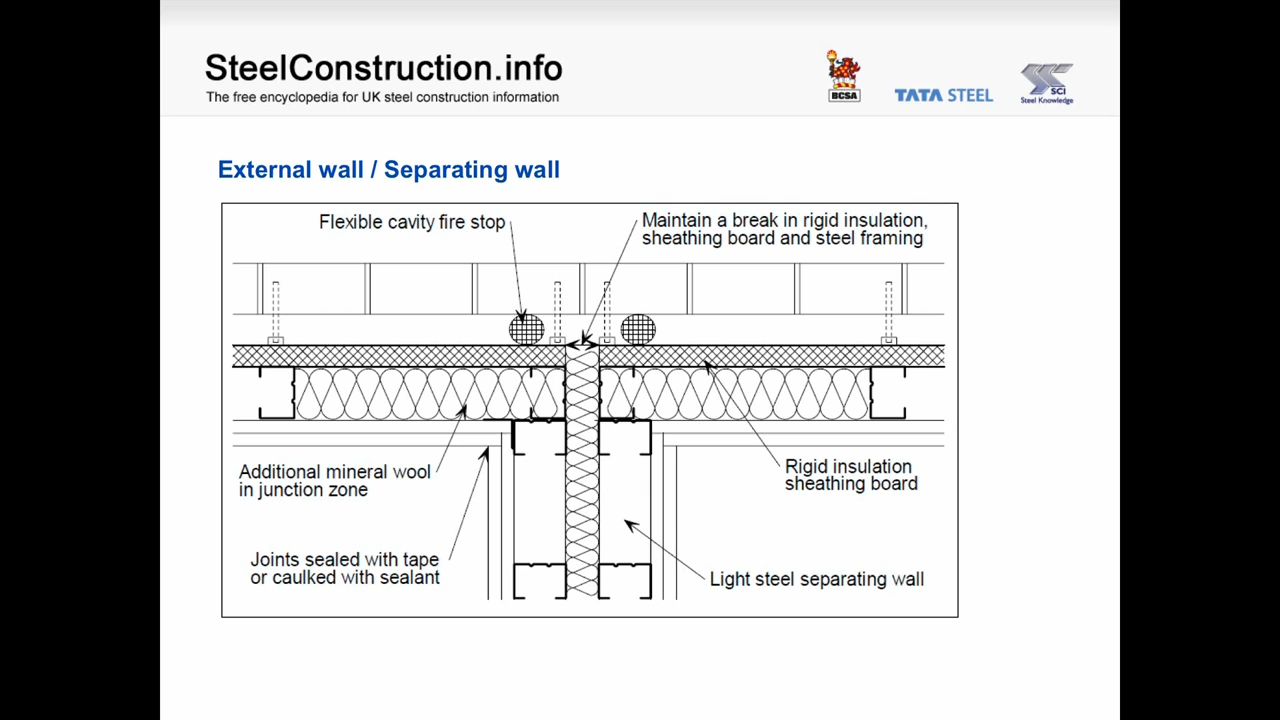 SteelConstruction.info
The free encyclopedia for UK steel construction information
BCSA
TATA STEEL
SCI
Steel Knowledge
External wall / Separating wall
Flexible cavity fire stop
Maintain a break in rigid insulation,
sheathing board and steel framing
Additional mineral wool
in junction zone
Rigid insulation
sheathing board
Joints sealed with tape
or caulked with sealant
Light steel separating wall